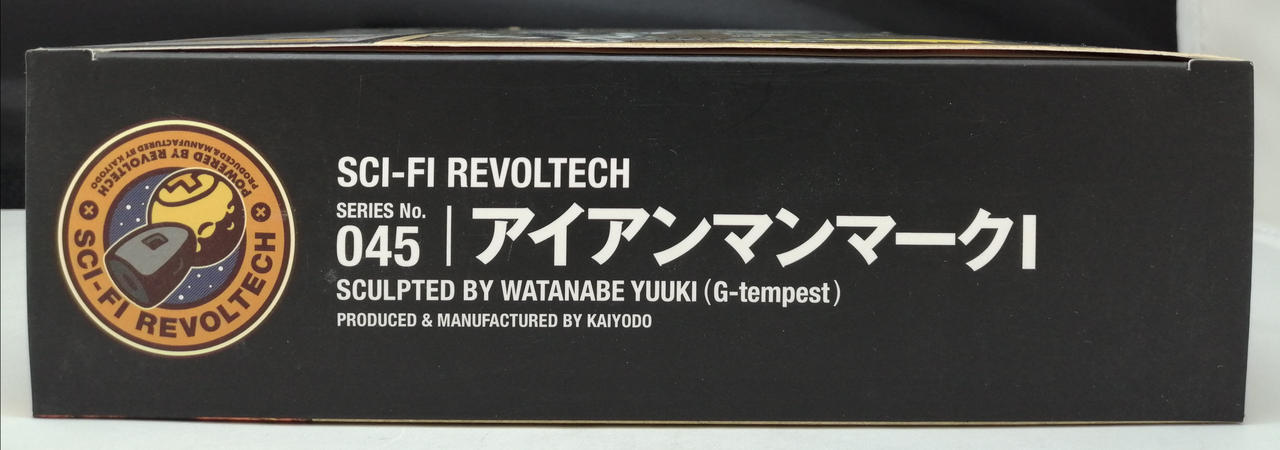 POWERED BY REVOLTECH
PRODUCED & MANUFACTURED BY KAIYODO
SCI-FI REVOLTECH
SCI-FI REVOLTECH
SERIES No.
045
アイアンマンマークI
SCULPTED BY WATANABE YUUKI (G-tempest)
PRODUCED & MANUFACTURED BY KAIYODO